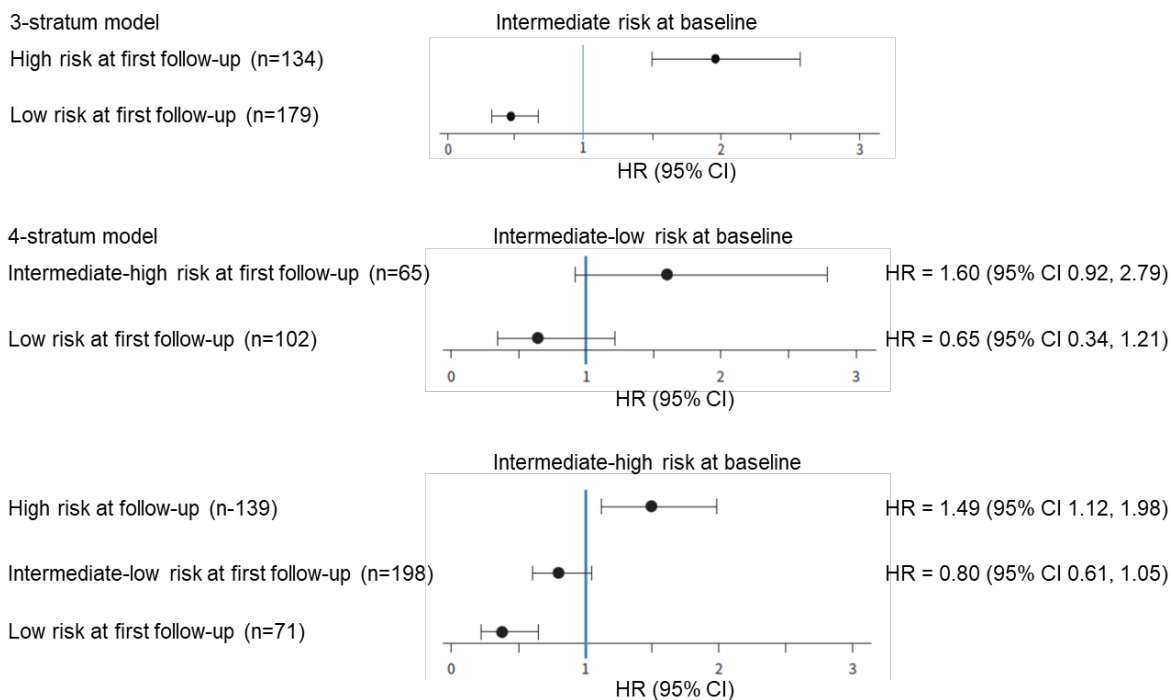 3-stratum model
Intermediate risk at baseline
High risk at first follow-up (n=134)
Low risk at first follow-up (n=179)
0 1 2 3
HR (95% CI)
4-stratum model
Intermediate-low risk at baseline
Intermediate-high risk at first follow-up (n=65)
HR = 1.60 (95% CI 0.92, 2.79)
Low risk at first follow-up (n=102)
HR = 0.65 (95% CI 0.34, 1.21)
0 1 2 3
HR (95% CI)
Intermediate-high risk at baseline
High risk at follow-up (n-139)
HR = 1.49 (95% CI 1.12, 1.98)
Intermediate-low risk at first follow-up (n=198)
HR = 0.80 (95% CI 0.61, 1.05)
Low risk at first follow-up (n=71)
0 1 2 3
HR (95% CI)